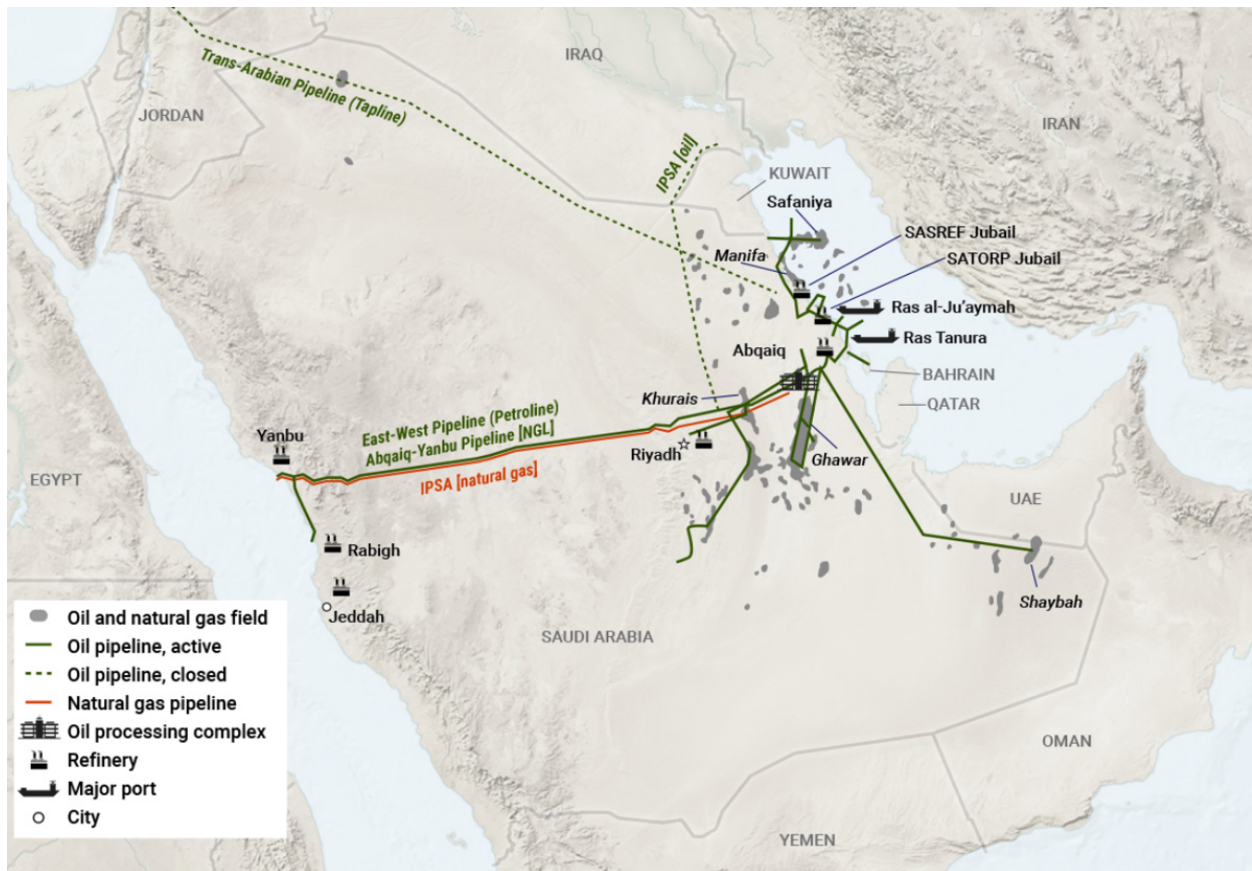 Trans-Arabian Pipeline (Tapline)
IRAQ
JORDAN
IRAN
IPSA [oil]
KUWAIT
Safaniya
SASREF Jubail
Manifa
SATORP Jubail
Ras al-Ju’aymah
Ras Tanura
Abqaiq
BAHRAIN
Khurais
QATAR
East-West Pipeline (Petroline)
Abqaiq-Yanbu Pipeline [NGL]
Yanbu
Riyadh
Ghawar
EGYPT
IPSA [natural gas]
UAE
Rabigh
Shaybah
Jeddah
SAUDI ARABIA
OMAN
YEMEN
Oil and natural gas field
Oil pipeline, active
Oil pipeline, closed
Natural gas pipeline
Oil processing complex
Refinery
Major port
City